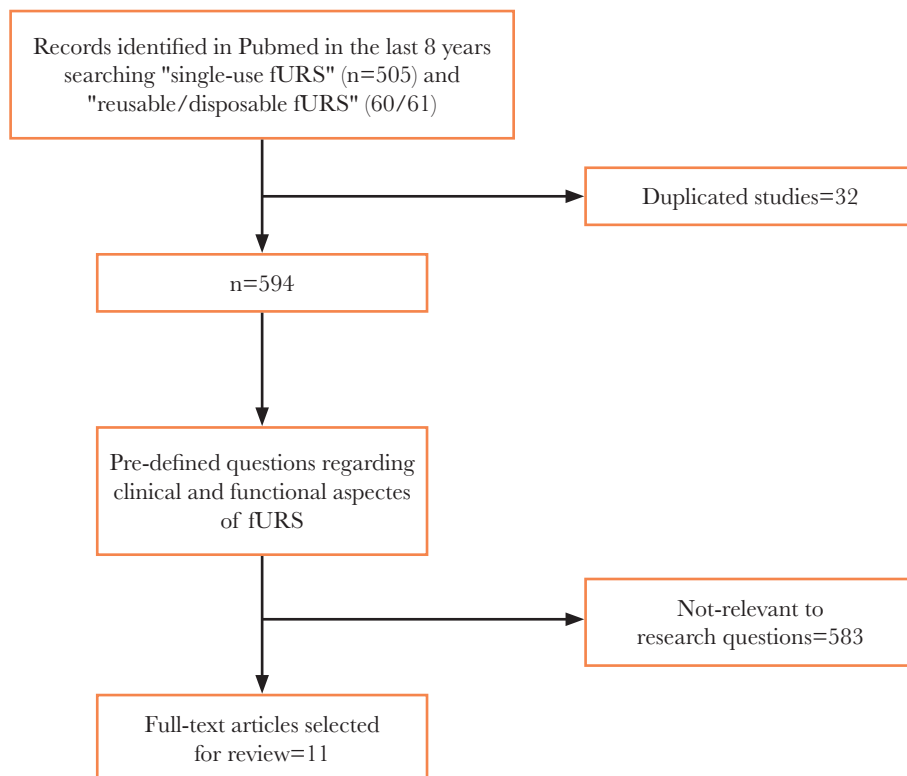 Records identified in Pubmed in the last 8 years
searching "single-use fURS" (n=505) and
"reusable/disposable fURS" (60/61)
Duplicated studies=32
n=594
Pre-defined questions regarding
clinical and functional aspectes
of fURS
Not-relevant to
research questions=583
Full-text articles selected
for review=11